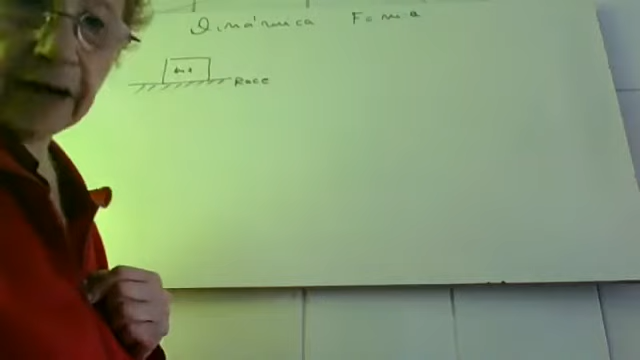 Dinámica F = m a
Roce